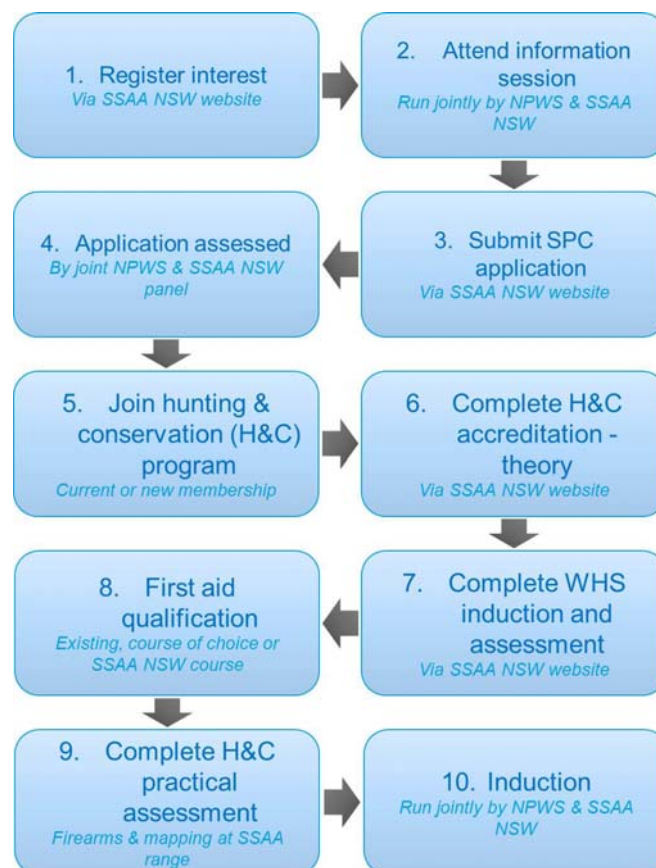 1. Register interest
Via SSAA NSW website
2. Attend information
session
Run jointly by NPWS & SSAA
NSW
3. Submit SPC
application
Via SSAA NSW website
4. Application assessed
By joint NPWS & SSAA NSW
panel
5. Join hunting &
conservation (H&C)
program
Current or new membership
6. Complete H&C
accreditation -
theory
Via SSAA NSW website
7. Complete WHS
induction and
assessment
Via SSAA NSW website
8. First aid
qualification
Existing, course of choice or
SSAA NSW course
9. Complete H&C
practical
assessment
Firearms & mapping at SSAA
range
10. Induction
Run jointly by NPWS & SSAA
NSW